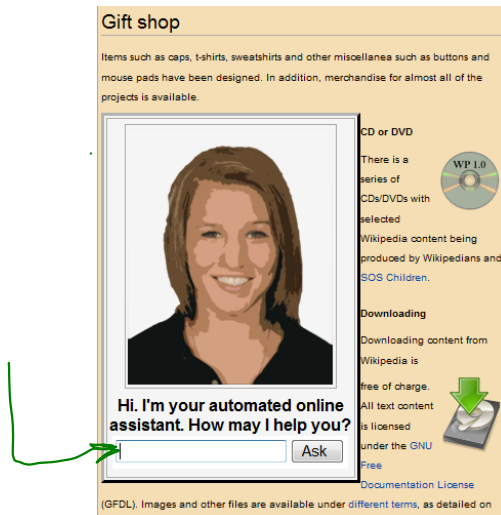 Gift shop
Items such as caps, t-shirts, sweatshirts and other miscellanea such as buttons and
mouse pads have been designed. In addition, merchandise for almost all of the
projects is available.
CD or DVD
There is a
series of
CDs/DVDs with
selected
Wikipedia content being
produced by Wikipedians and
SOS Children.
WP 1.0
Downloading
Downloading content from
Wikipedia is
free of charge.
All text content
is licensed
under the GNU
Free
Documentation License
Hi. I'm your automated online
assistant. How may I help you?
Ask
(GFDL). Images and other files are available under different terms, as detailed on